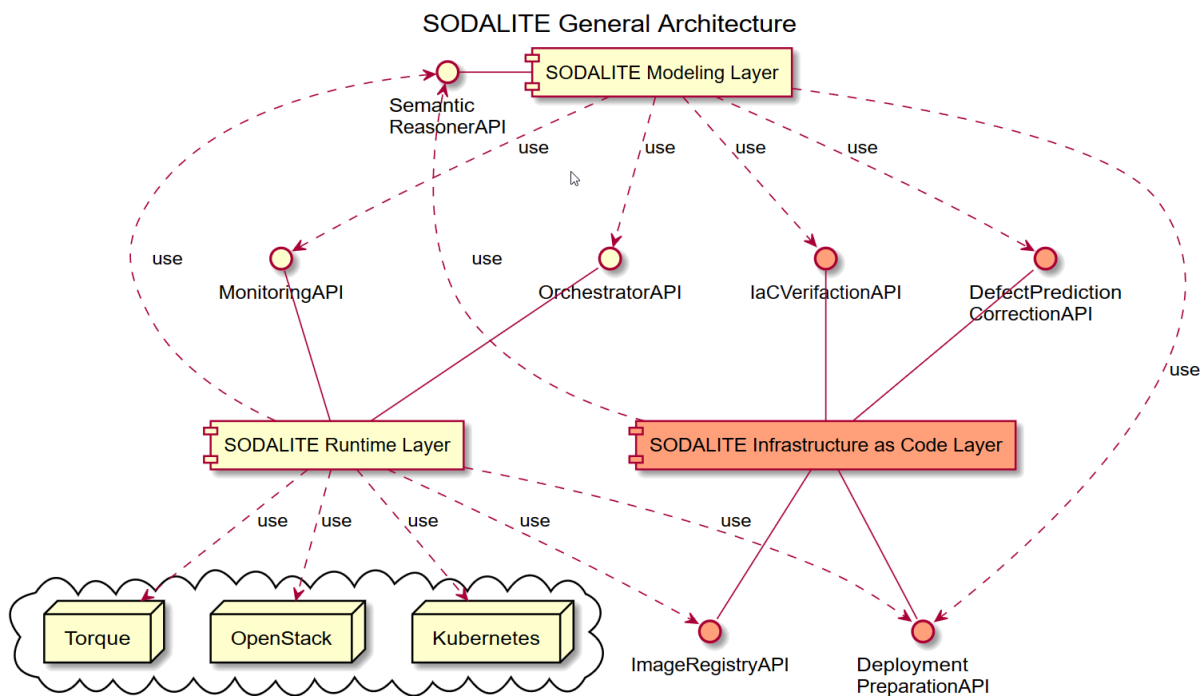 SODALITE General Architecture
SODALITE Modeling Layer
Semantic
ReasonerAPI
use
use
use
use
use
use
MonitoringAPI
OrchestratorAPI
IaCVerifactionAPI
DefectPrediction
CorrectionAPI
use
SODALITE Runtime Layer
SODALITE Infrastructure as Code Layer
use
use
use
use
use
Torque
OpenStack
Kubernetes
ImageRegistryAPI
Deployment
PreparationAPI